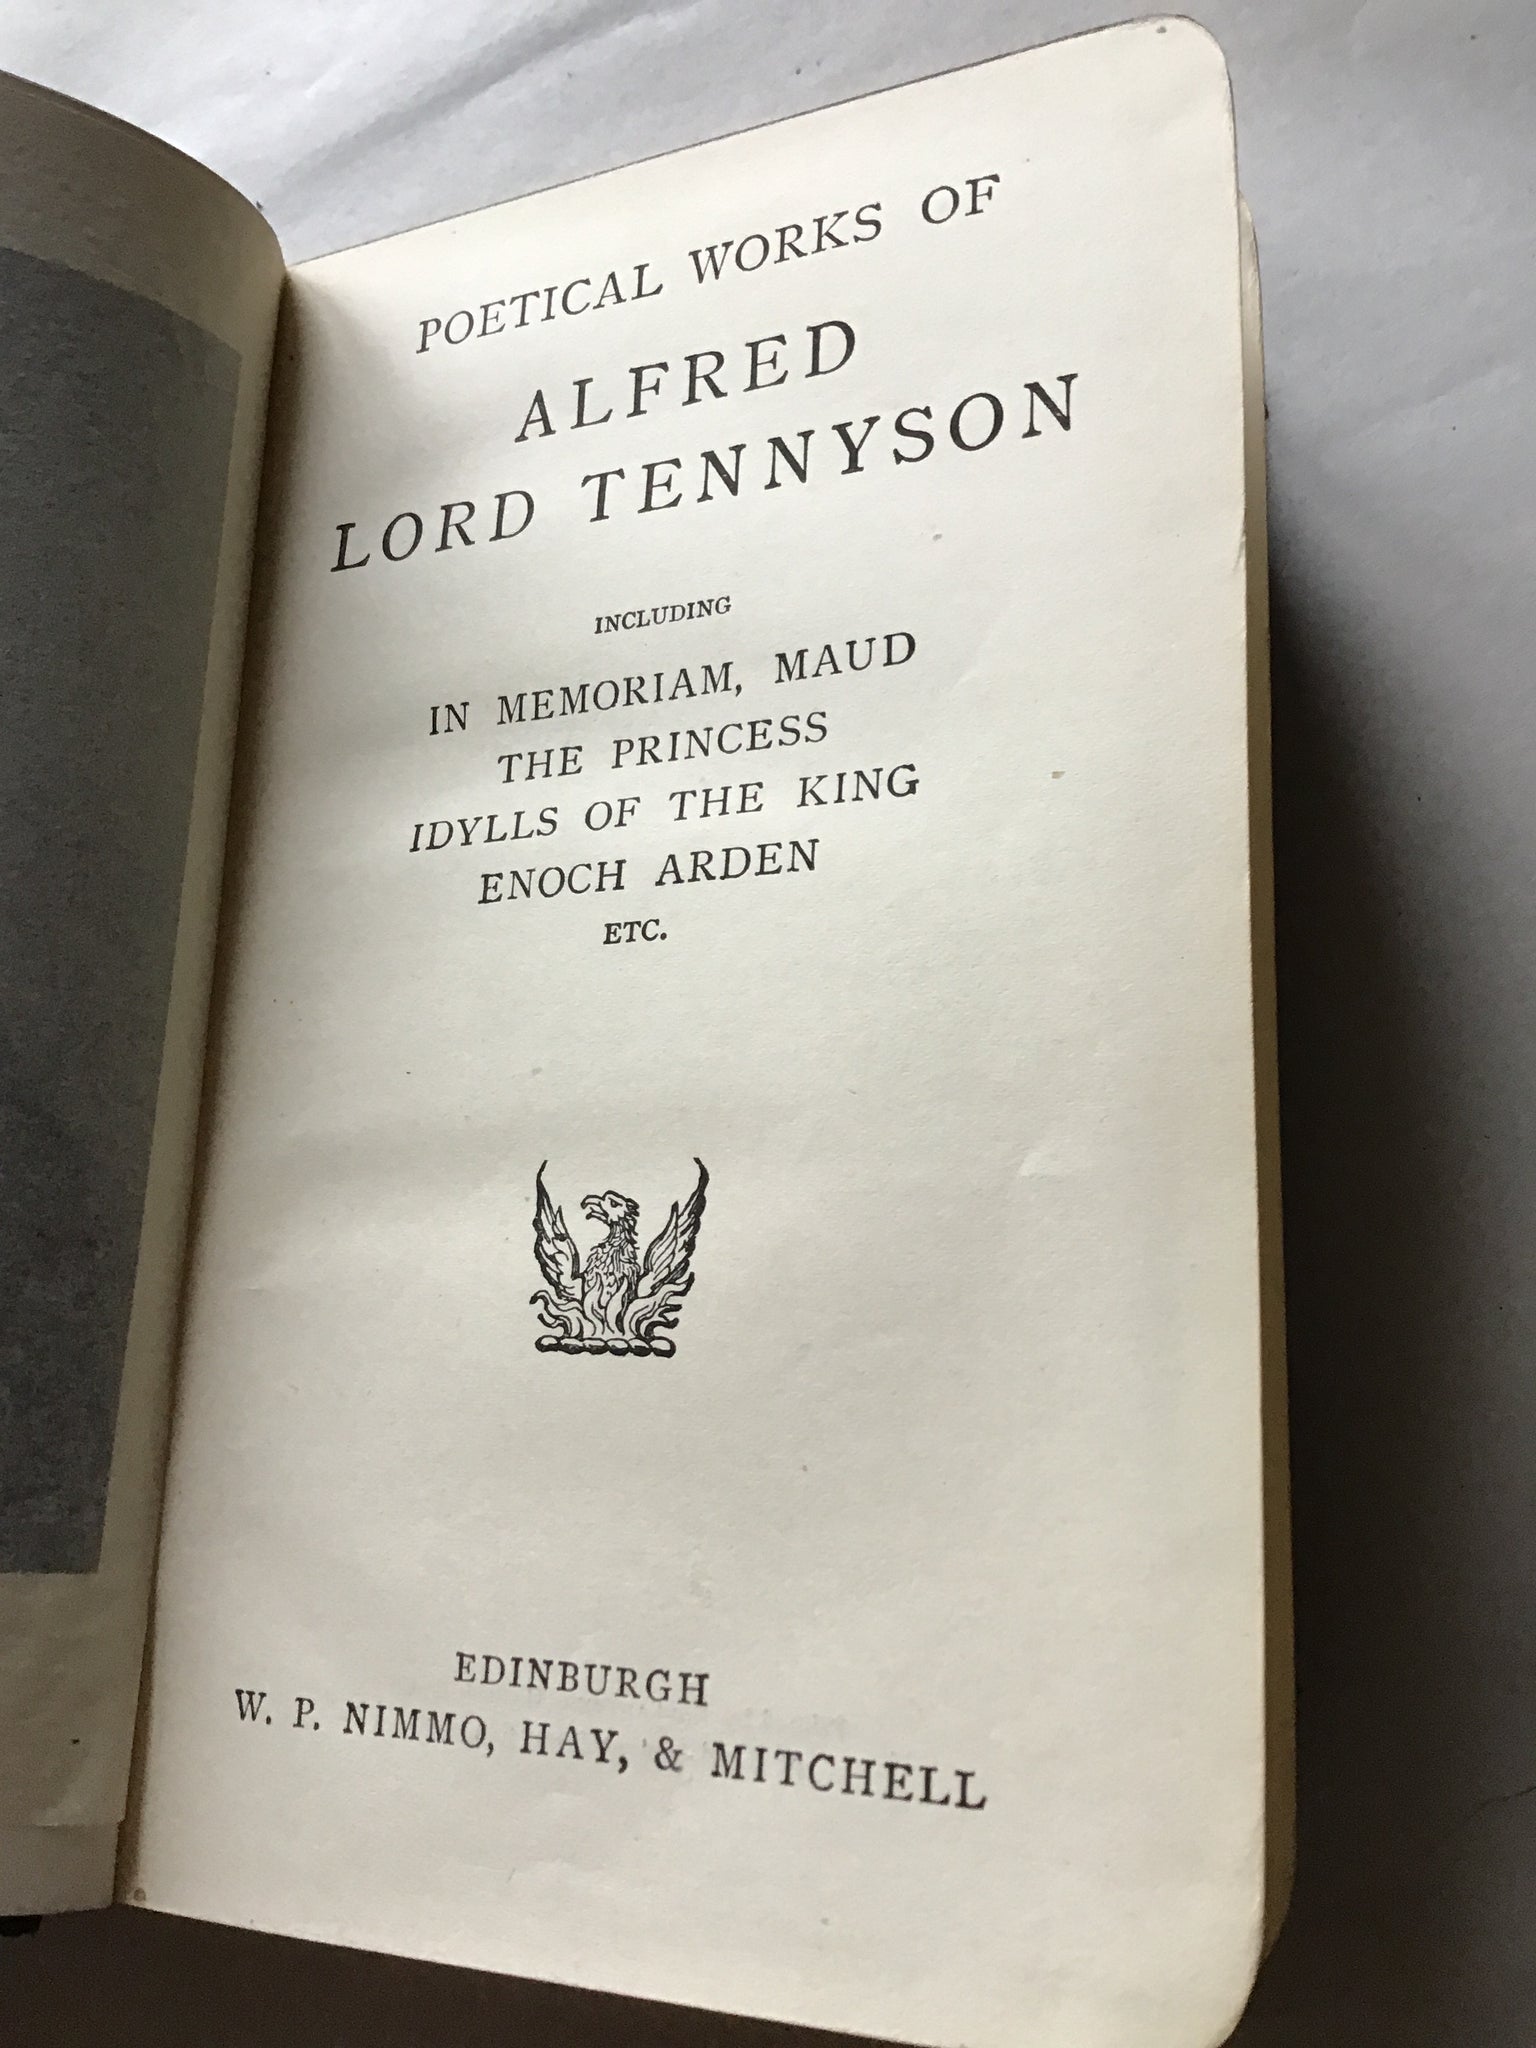 POETICAL WORKS OF
ALFRED
LORD TENNYSON
INCLUDING
IN MEMORIAM, MAUD
THE PRINCESS
IDYLLS OF THE KING
ENOCH ARDEN
ETC.
EDINBURGH
W. P. NIMMO, HAY, & MITCHELL